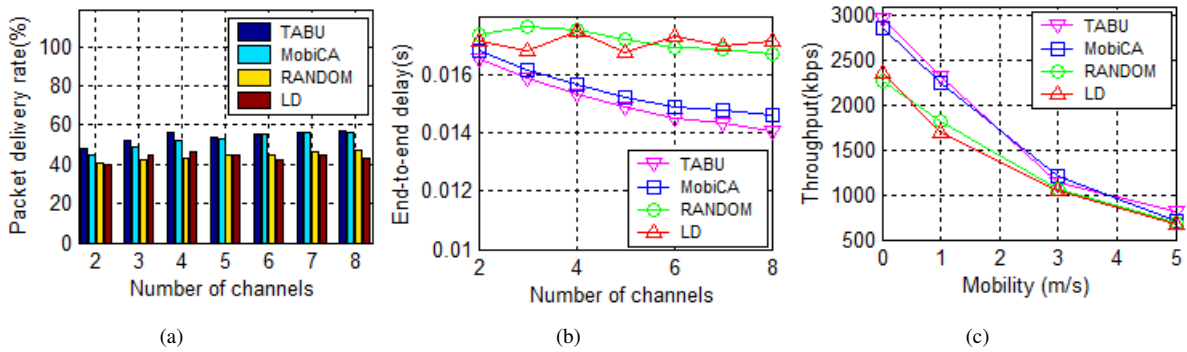 Packet delivery rate(%)
100
80
60
40
20
0
TABU
MobiCA
RANDOM
LD
2 3 4 5 6 7 8
Number of channels
(a)
End-to-end delay(s)
0.016
0.014
0.012
0.01
TABU
MobiCA
RANDOM
LD
2 4 6 8
Number of channels
(b)
Throughput(kbps)
3000
2500
2000
1500
1000
500
TABU
MobiCA
RANDOM
LD
0 1 2 3 4 5
Mobility (m/s)
(c)